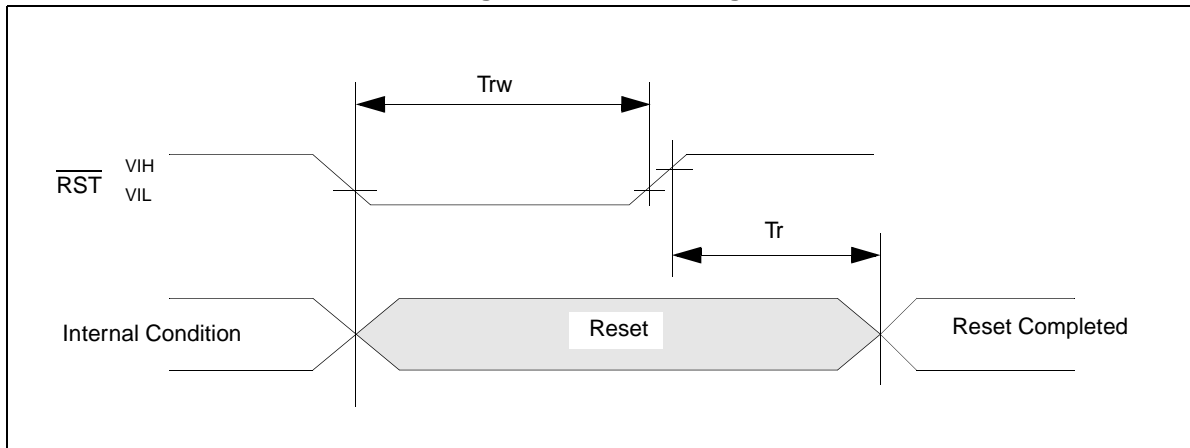 Trw
VIH
RST
VIL
Tr
Internal Condition
Reset
Reset Completed